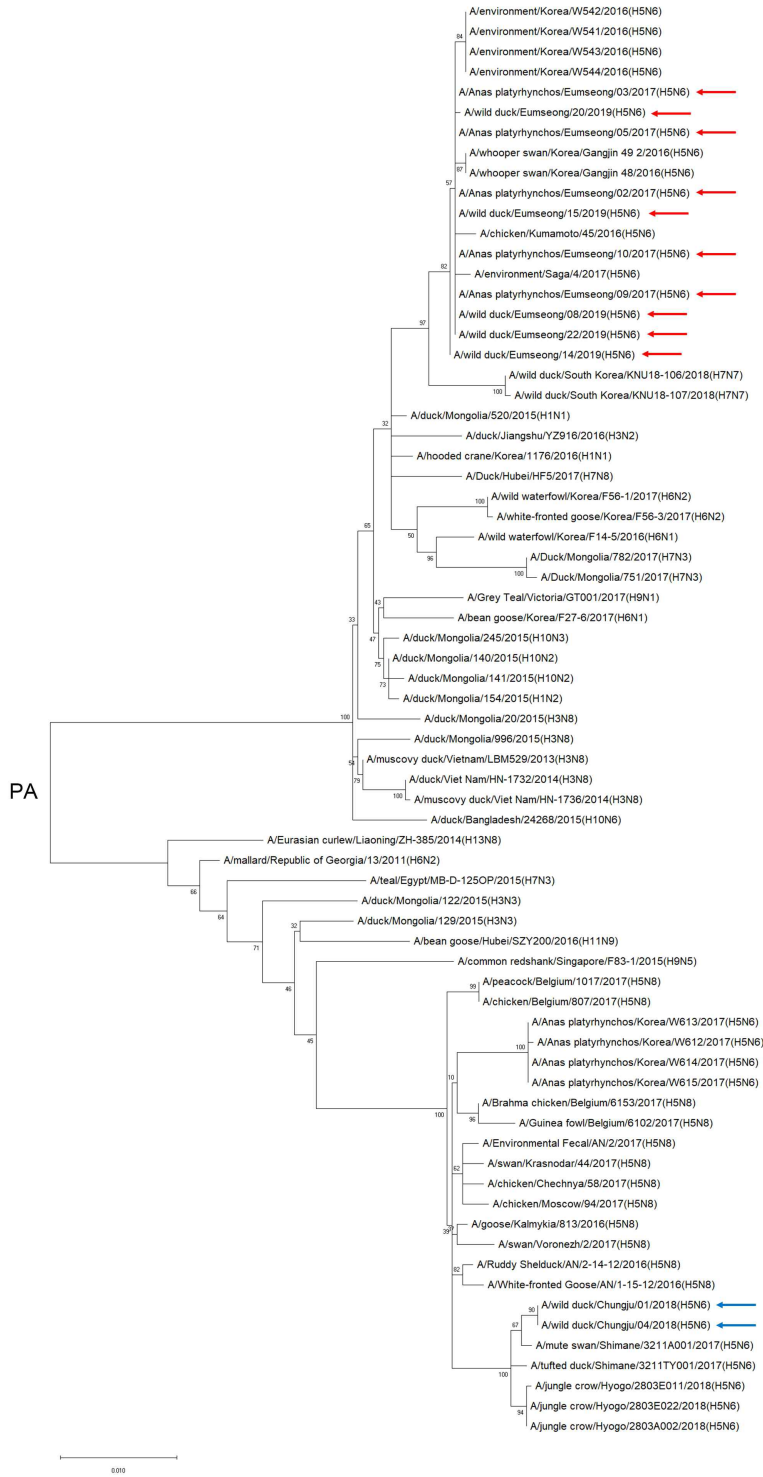 A/environment/Korea/W542/2016(H5N6)
84
A/environment/Korea/W541/2016(H5N6)
A/environment/Korea/W543/2016(H5N6)
A/environment/Korea/W544/2016(H5N6)
A/Anas platyrhynchos/Eumseong/03/2017(H5N6)
A/wild duck/Eumseong/20/2019(H5N6)
A/Anas platyrhynchos/Eumseong/05/2017(H5N6)
A/whooper swan/Korea/Gangjin 49 2/2016(H5N6)
87
A/whooper swan/Korea/Gangjin 48/2016(H5N6)
57
A/Anas platyrhynchos/Eumseong/02/2017(H5N6)
A/wild duck/Eumseong/15/2019(H5N6)
A/chicken/Kumamoto/45/2016(H5N6)
A/Anas platyrhynchos/Eumseong/10/2017(H5N6)
82
A/environment/Saga/4/2017(H5N6)
A/Anas platyrhynchos/Eumseong/09/2017(H5N6)
A/wild duck/Eumseong/08/2019(H5N6)
97
A/wild duck/Eumseong/22/2019(H5N6)
A/wild duck/Eumseong/14/2019(H5N6)
A/wild duck/South Korea/KNU18-106/2018(H7N7)
100
A/wild duck/South Korea/KNU18-107/2018(H7N7)
A/duck/Mongolia/520/2015(H1N1)
32
A/duck/Jiangshu/YZ916/2016(H3N2)
A/hooded crane/Korea/1176/2016(H1N1)
A/Duck/Hubei/HF5/2017(H7N8)
A/wild waterfowl/Korea/F56-1/2017(H6N2)
100
A/white-fronted goose/Korea/F56-3/2017(H6N2)
65
50
A/wild waterfowl/Korea/F14-5/2016(H6N1)
96
A/Duck/Mongolia/782/2017(H7N3)
100
A/Duck/Mongolia/751/2017(H7N3)
A/Grey Teal/Victoria/GT001/2017(H9N1)
43
A/bean goose/Korea/F27-6/2017(H6N1)
33
47
A/duck/Mongolia/245/2015(H10N3)
A/duck/Mongolia/140/2015(H10N2)
75
A/duck/Mongolia/141/2015(H10N2)
73
A/duck/Mongolia/154/2015(H1N2)
100
A/duck/Mongolia/20/2015(H3N8)
A/duck/Mongolia/996/2015(H3N8)
54
A/muscovy duck/Vietnam/LBM529/2013(H3N8)
79
A/duck/Viet Nam/HN-1732/2014(H3N8)
PA
100
A/muscovy duck/Viet Nam/HN-1736/2014(H3N8)
A/duck/Bangladesh/24268/2015(H10N6)
A/Eurasian curlew/Liaoning/ZH-385/2014(H13N8)
A/mallard/Republic of Georgia/13/2011(H6N2)
66
A/teal/Egypt/MB-D-125OP/2015(H7N3)
64
A/duck/Mongolia/122/2015(H3N3)
A/duck/Mongolia/129/2015(H3N3)
32
71
A/bean goose/Hubei/SZY200/2016(H11N9)
A/common redshank/Singapore/F83-1/2015(H9N5)
46
A/peacock/Belgium/1017/2017(H5N8)
99
A/chicken/Belgium/807/2017(H5N8)
A/Anas platyrhynchos/Korea/W613/2017(H5N6)
45
A/Anas platyrhynchos/Korea/W612/2017(H5N6)
100
A/Anas platyrhynchos/Korea/W614/2017(H5N6)
10
A/Anas platyrhynchos/Korea/W615/2017(H5N6)
A/Brahma chicken/Belgium/6153/2017(H5N8)
100
96
A/Guinea fowl/Belgium/6102/2017(H5N8)
A/Environmental Fecal/AN/2/2017(H5N8)
A/swan/Krasnodar/44/2017(H5N8)
62
A/chicken/Chechnya/58/2017(H5N8)
A/chicken/Moscow/94/2017(H5N8)
A/goose/Kalmykia/813/2016(H5N8)
39
A/swan/Voronezh/2/2017(H5N8)
A/Ruddy Shelduck/AN/2-14-12/2016(H5N8)
82
A/White-fronted Goose/AN/1-15-12/2016(H5N8)
A/wild duck/Chungju/01/2018(H5N6)
90
A/wild duck/Chungju/04/2018(H5N6)
67
A/mute swan/Shimane/3211A001/2017(H5N6)
A/tufted duck/Shimane/3211TY001/2017(H5N6)
100
A/jungle crow/Hyogo/2803E011/2018(H5N6)
A/jungle crow/Hyogo/2803E022/2018(H5N6)
94
A/jungle crow/Hyogo/2803A002/2018(H5N6)
0.010